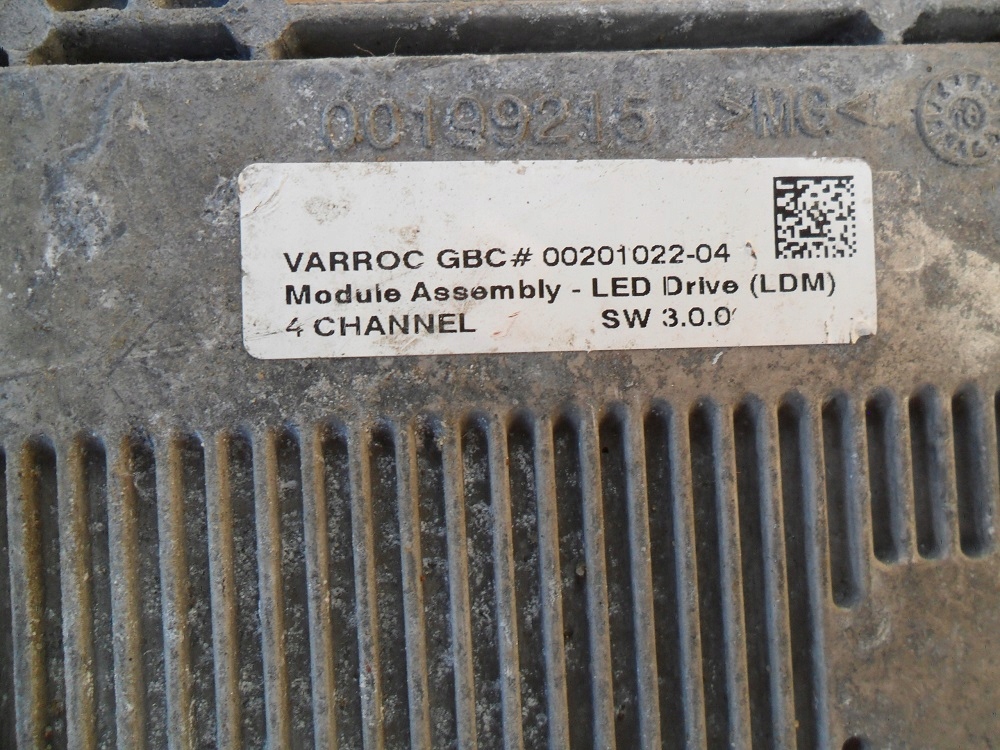 00199215 >MG<
VARROC GBC# 00201022-04
Module Assembly - LED Drive (LDM)
4 CHANNEL SW 3.0.0